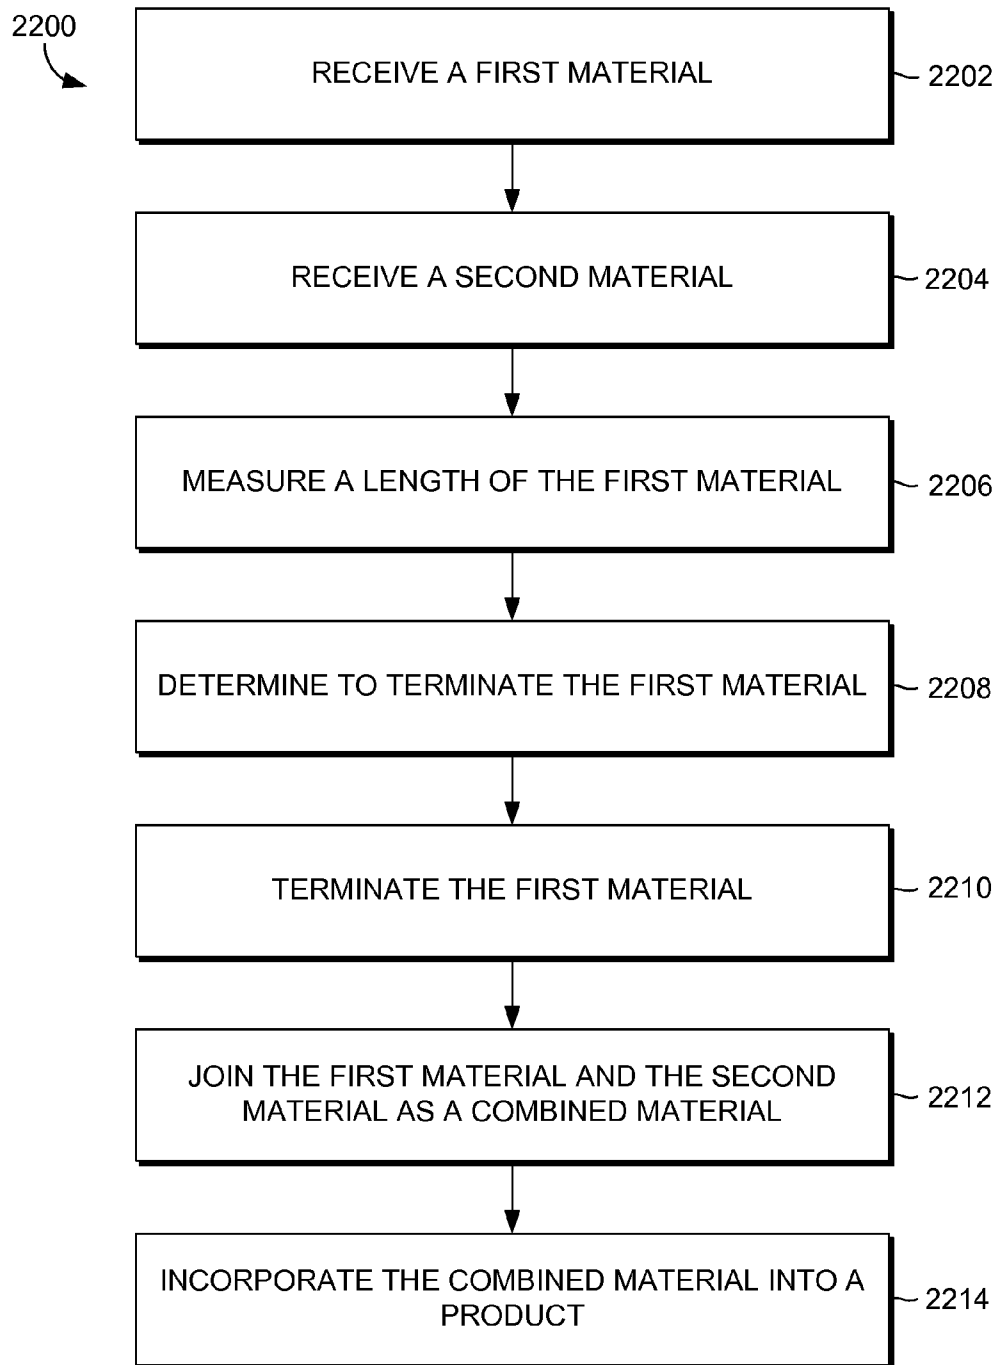 2200
RECEIVE A FIRST MATERIAL
2202
RECEIVE A SECOND MATERIAL
2204
MEASURE A LENGTH OF THE FIRST MATERIAL
2206
DETERMINE TO TERMINATE THE FIRST MATERIAL
2208
TERMINATE THE FIRST MATERIAL
2210
JOIN THE FIRST MATERIAL AND THE SECOND
MATERIAL AS A COMBINED MATERIAL
2212
INCORPORATE THE COMBINED MATERIAL INTO A
PRODUCT
2214